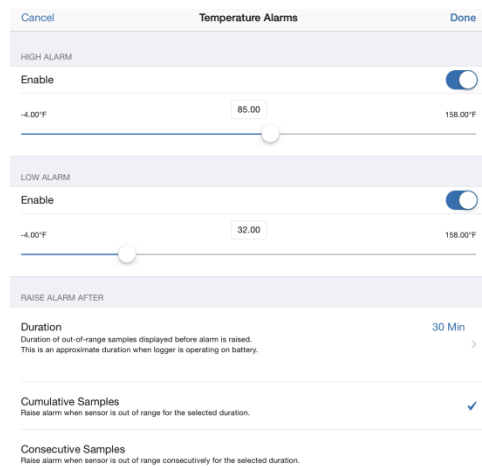 Cancel Temperature Alarms Done
HIGH ALARM
Enable
-4.00°F 85.00 158.00°F
LOW ALARM
Enable
-4.00°F 32.00 158.00°F
RAISE ALARM AFTER
Duration 30 Min
Duration of out-of-range samples displayed before alarm is raised.
This is an approximate duration when logger is operating on battery.
Cumulative Samples
Raise alarm when sensor is out of range for the selected duration.
Consecutive Samples
Raise alarm when sensor is out of range consecutively for the selected duration.